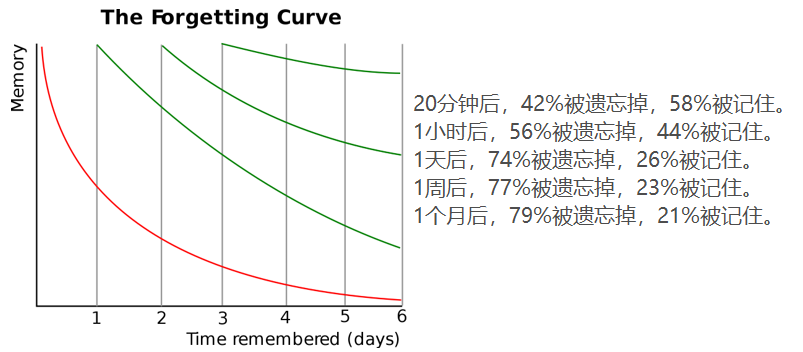 The Forgetting Curve
Memory
20分钟后，42%被遗忘掉，58%被记住。
1小时后，56%被遗忘掉，44%被记住。
1天后，74%被遗忘掉，26%被记住。
1周后，77%被遗忘掉，23%被记住。
1个月后，79%被遗忘掉，21%被记住。
1 2 3 4 5 6
Time remembered (days)